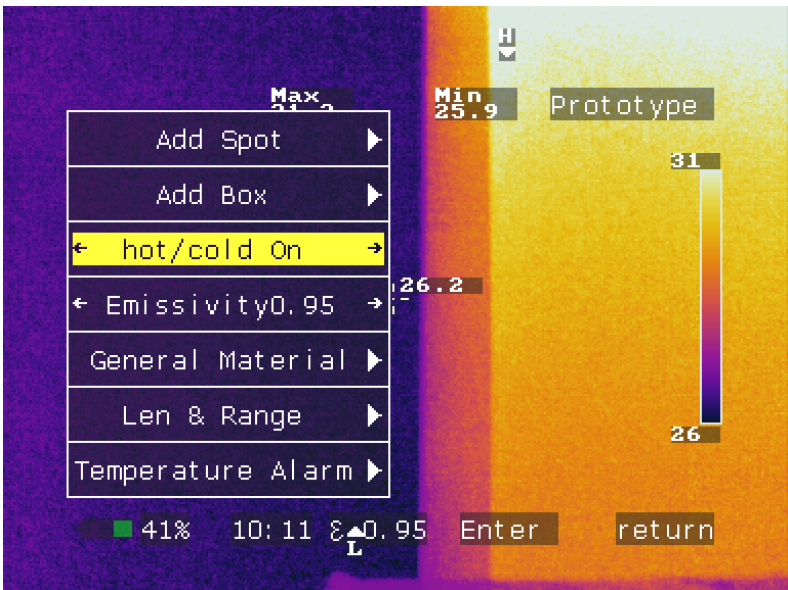 H
Max Min
25.9 Prototype
Add Spot
31
Add Box
hot/cold On
26.2
Emissivity0.95
General Material
Len & Range
26
Temperature Alarm
41% 10:11 ε 0.95 Enter return
L